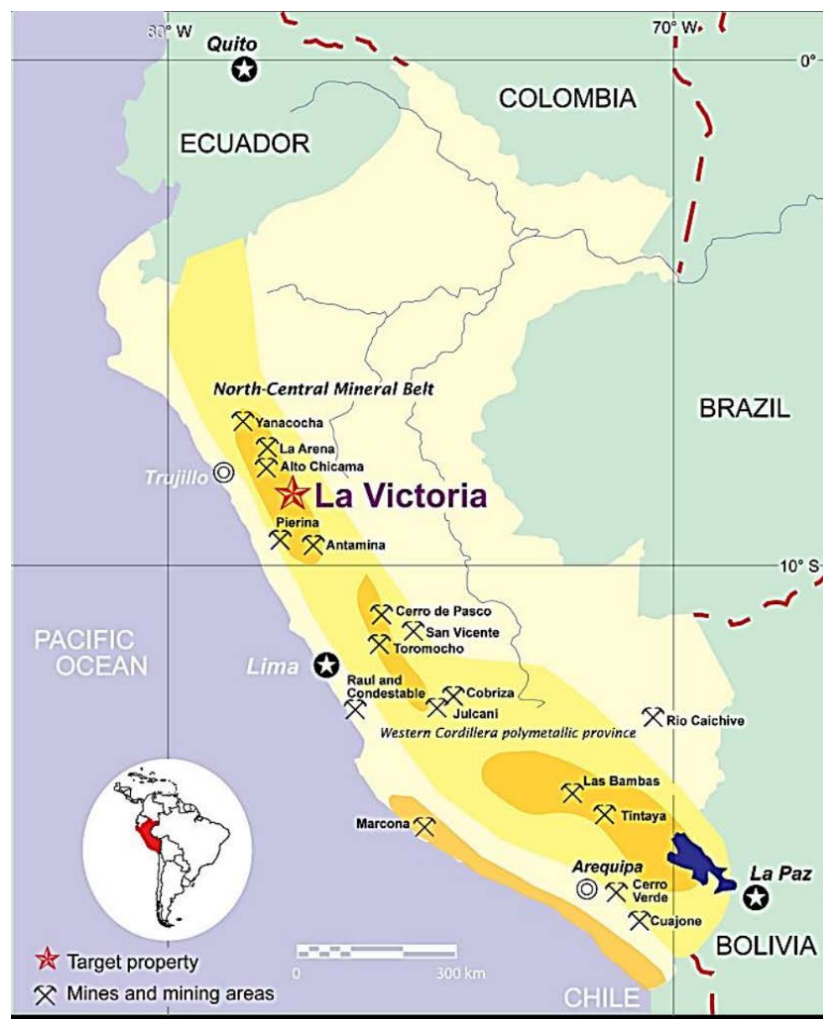 80° W
70° W
Quito
0°
COLOMBIA
ECUADOR
BRAZIL
North-Central Mineral Belt
Yanacocha
La Arena
Alto Chicama
Trujillo
La Victoria
Pierina
Antamina
10° S
Cerro de Pasco
San Vicente
Toromocho
PACIFIC
OCEAN
Lima
Raul and
Condestable
Cobriza
Julcani
Rio Caichive
Western Cordillera polymetallic province
Las Bambas
Tintaya
Marcona
Arequipa
Cerro
Verde
La Paz
Cuajone
BOLIVIA
Target property
Mines and mining areas
0
300 km
CHILE